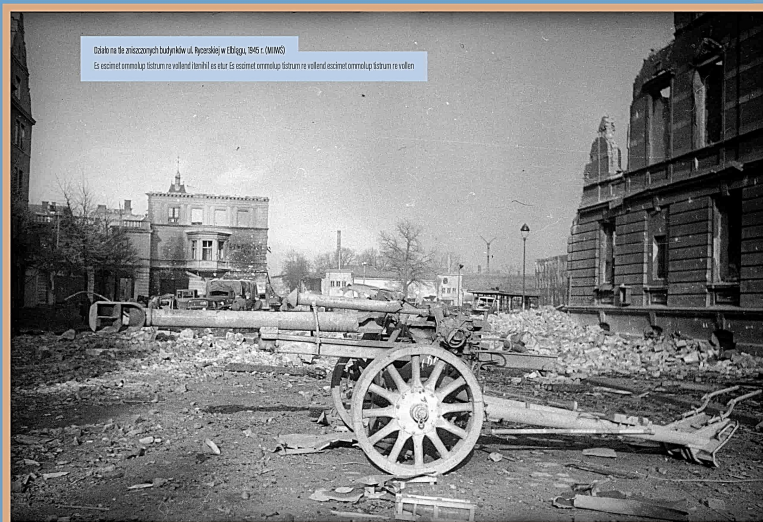 Działo na tle zniszczonych budynków ul. Rycerskiej w Elblągu, 1945 r. (MIIWŚ)
Es escimet ommolup tistrum re vollend itenihil es etur Es escimet ommolup tistrum re vollend escimet ommolup tistrum re vollen